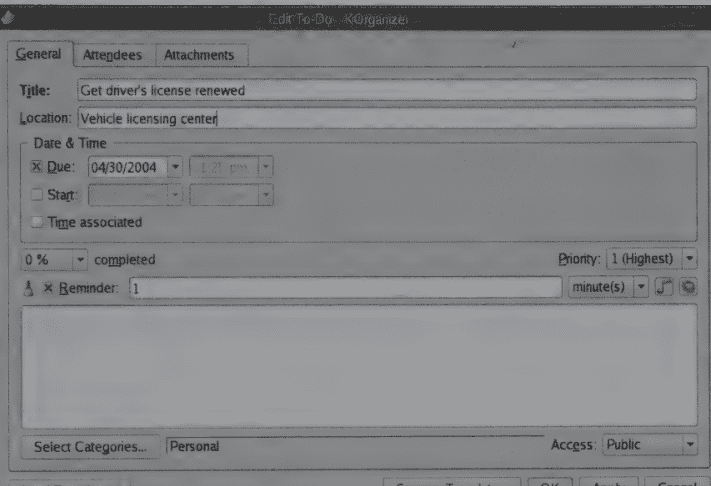 Edit To-Do - KOrganizer
General Attendees Attachments
Title: Get driver's license renewed
Location: Vehicle licensing center
Date & Time
Due: 04/30/2004
Start:
Time associated
0 % completed Priority: 1 (Highest)
Reminder: 1 minute(s)
Select Categories... Personal Access: Public
OK Apply Cancel